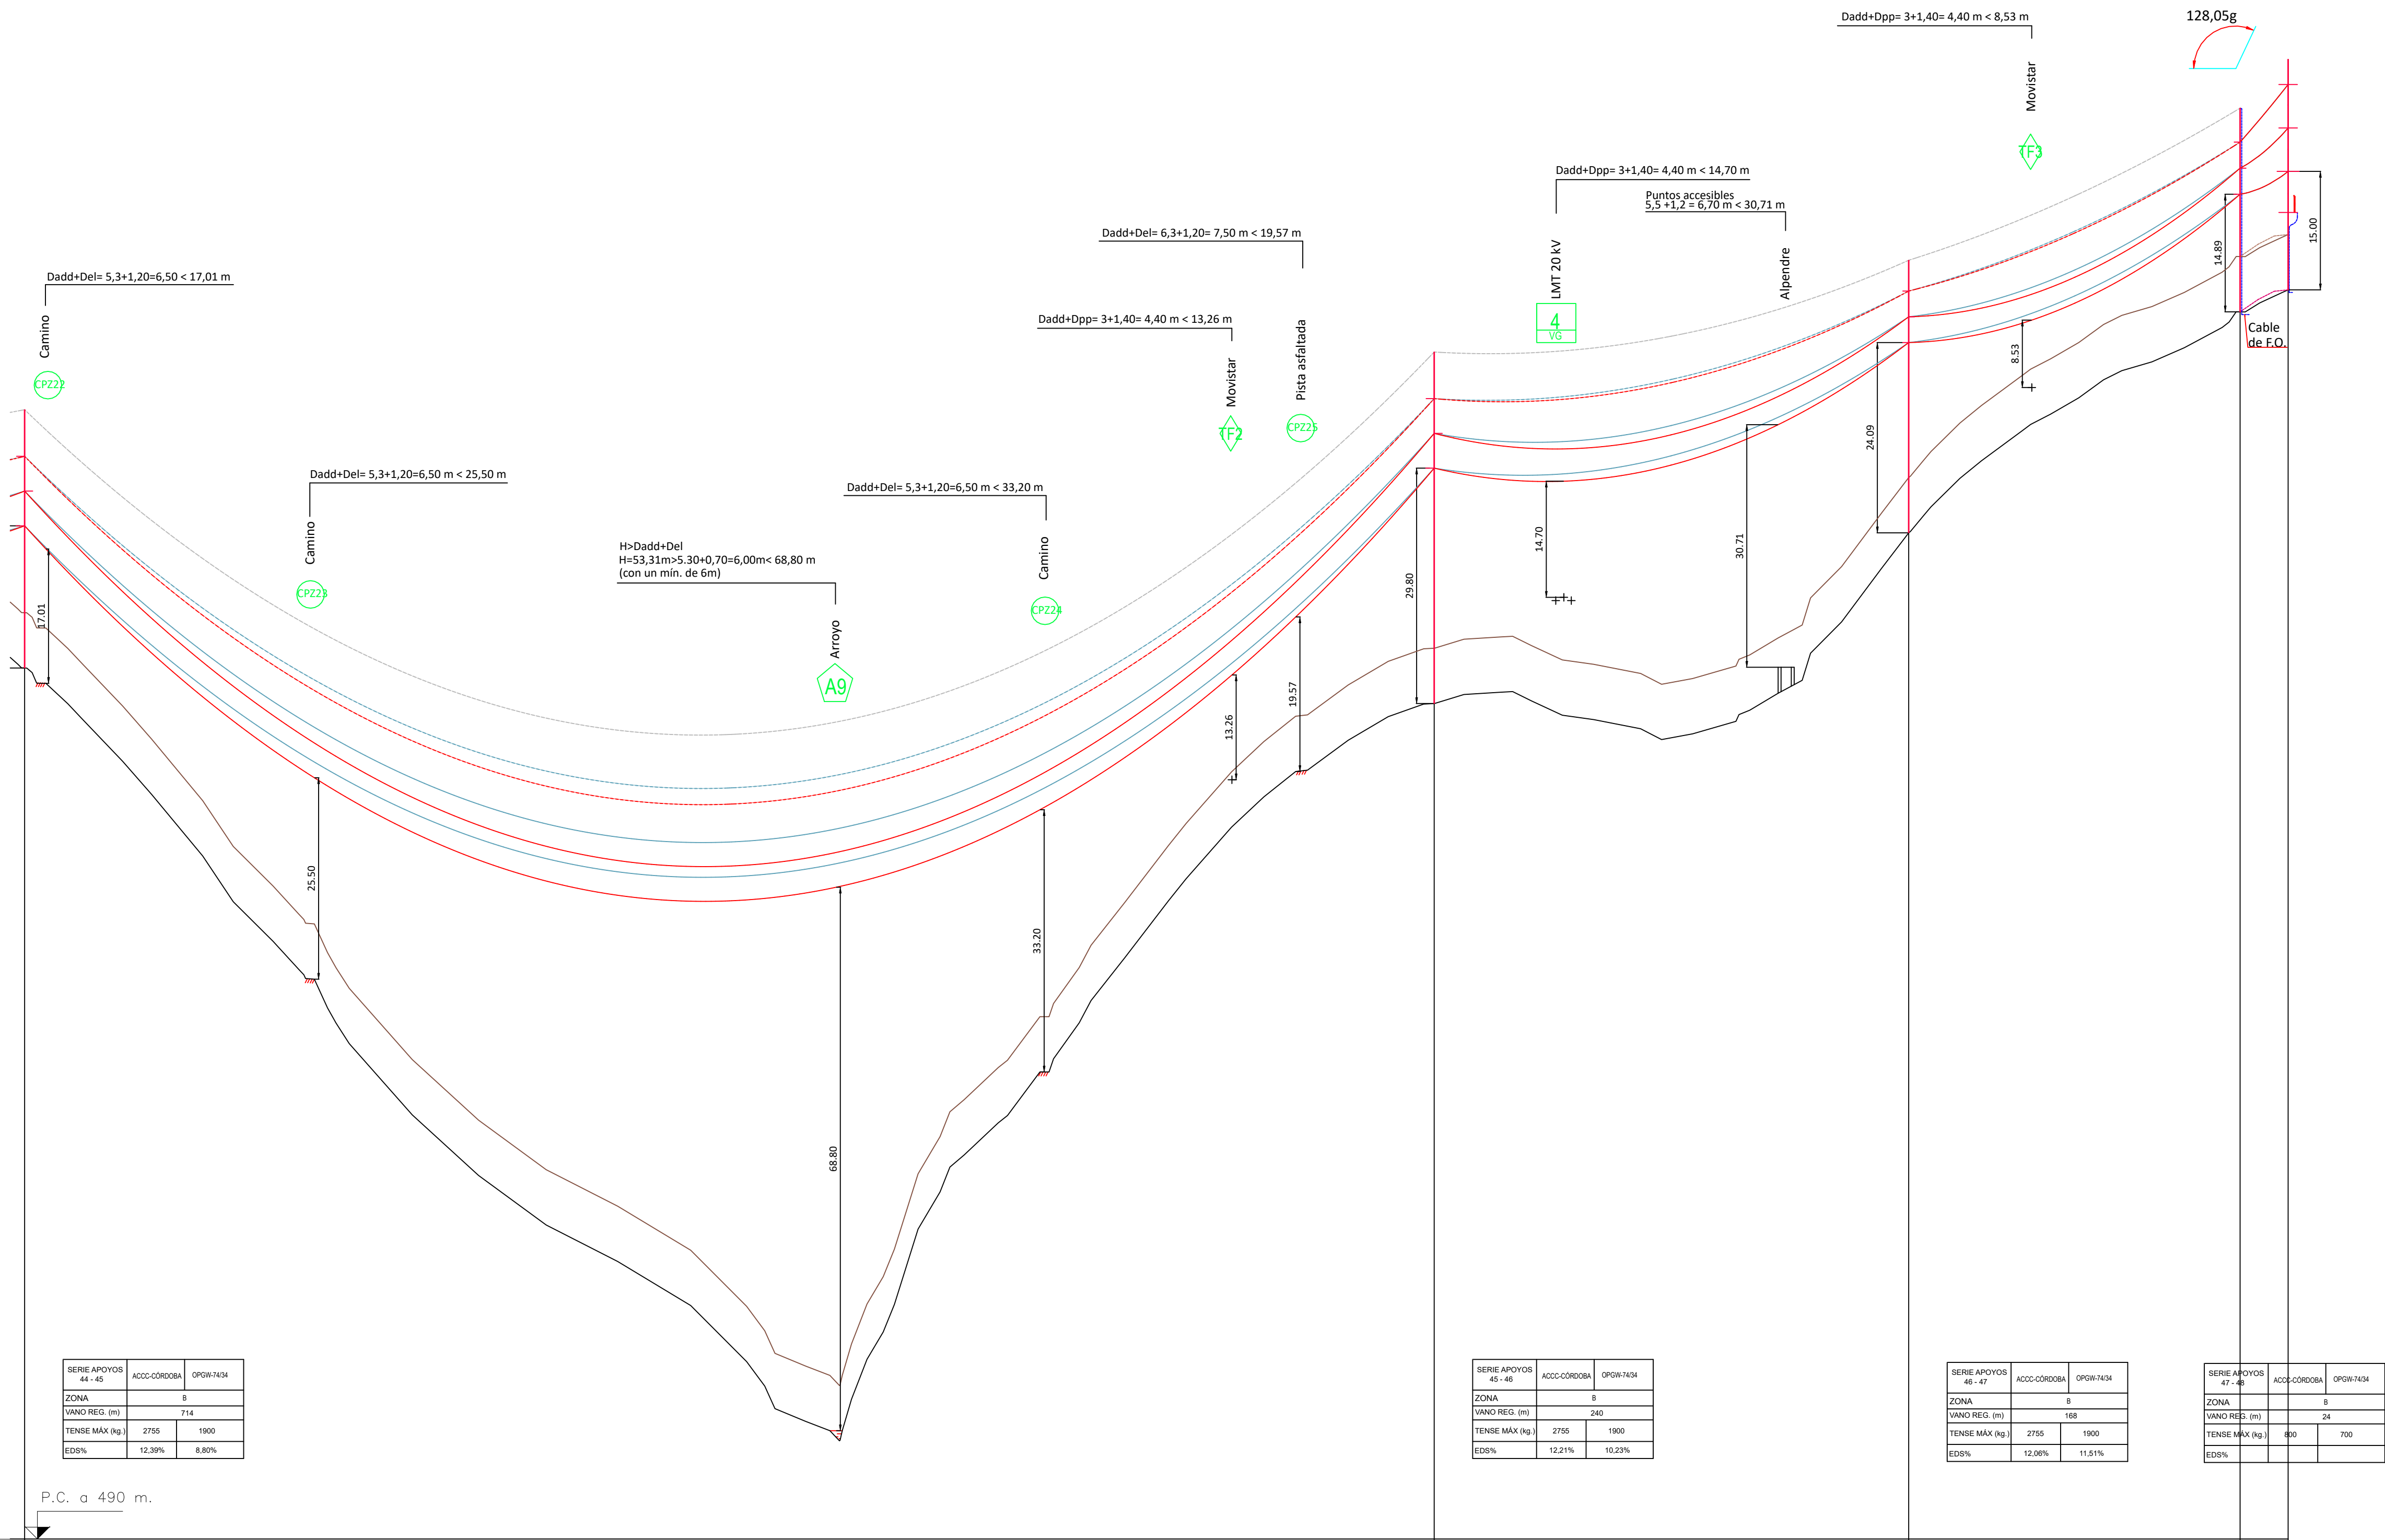 128,05g
Dadd+Dpp= 3+1,40= 4,40 m < 8,53 m
Movistar
TF3
Dadd+Dpp= 3+1,40= 4,40 m < 14,70 m
Puntos accesibles
5,5 +1,2 = 6,70 m < 30,71 m
LMT 20 kV
4
VG
Alpendre
Dadd+Del= 6,3+1,20= 7,50 m < 19,57 m
Pista asfaltada
CPZ25
Dadd+Dpp= 3+1,40= 4,40 m < 13,26 m
Movistar
TF2
Dadd+Del= 5,3+1,20=6,50 < 17,01 m
Camino
CPZ22
Dadd+Del= 5,3+1,20=6,50 m < 25,50 m
Camino
CPZ23
Dadd+Del= 5,3+1,20=6,50 m < 33,20 m
Camino
CPZ24
H>Dadd+Del
H=53,31m>5.30+0,70=6,00m< 68,80 m
(con un mín. de 6m)
Arroyo
A9
17.01
25.50
68.80
33.20
13.26
19.57
29.80
14.70
30.71
24.09
8.53
14.89
15.00
Cable
de F.O.
SERIE APOYOS
44 - 45
ACCC-CÓRDOBA
OPGW-74/34
ZONA
B
VANO REG. (m)
714
TENSE MÁX (kg.)
2755
1900
EDS%
12,39%
8,80%
SERIE APOYOS
45 - 46
ACCC-CÓRDOBA
OPGW-74/34
ZONA
B
VANO REG. (m)
240
TENSE MÁX (kg.)
2755
1900
EDS%
12,21%
10,23%
SERIE APOYOS
46 - 47
ACCC-CÓRDOBA
OPGW-74/34
ZONA
B
VANO REG. (m)
168
TENSE MÁX (kg.)
2755
1900
EDS%
12,06%
11,51%
SERIE APOYOS
47 - 48
ACCC-CÓRDOBA
OPGW-74/34
ZONA
B
VANO REG. (m)
24
TENSE MÁX (kg.)
800
700
EDS%
P.C. a 490 m.